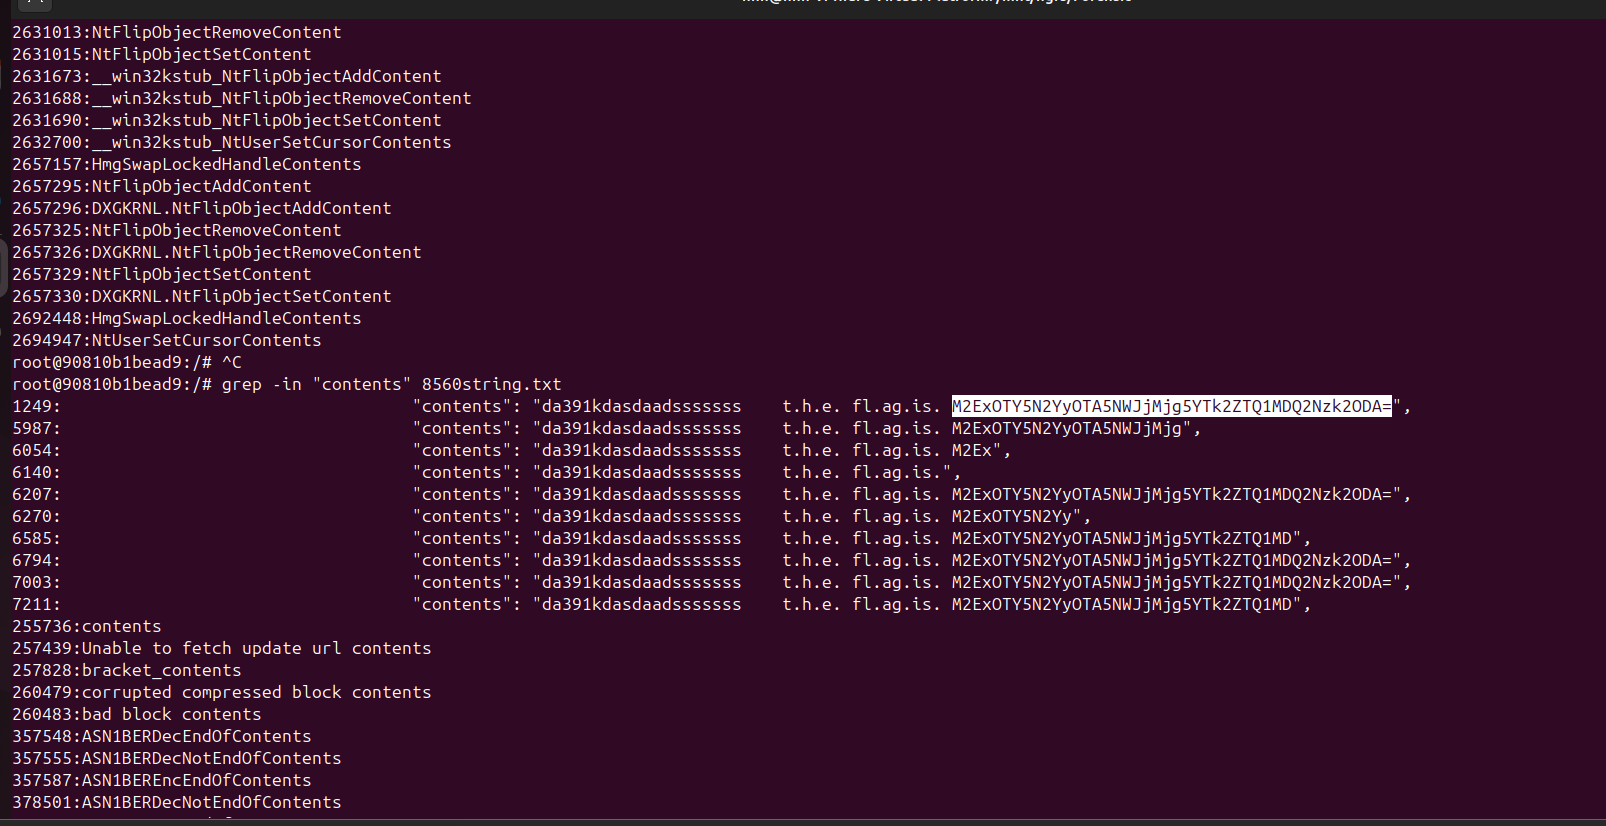 2631013:NtFlipObjectRemoveContent
2631015:NtFlipObjectSetContent
2631673:__win32kstub_NtFlipObjectAddContent
2631688:__win32kstub_NtFlipObjectRemoveContent
2631690:__win32kstub_NtFlipObjectSetContent
2632700:__win32kstub_NtUserSetCursorContents
2657157:HmgSwapLockedHandleContents
2657295:NtFlipObjectAddContent
2657296:DXGKRNL.NtFlipObjectAddContent
2657325:NtFlipObjectRemoveContent
2657326:DXGKRNL.NtFlipObjectRemoveContent
2657329:NtFlipObjectSetContent
2657330:DXGKRNL.NtFlipObjectSetContent
2692448:HmgSwapLockedHandleContents
2694947:NtUserSetCursorContents
root@90810b1bead9:/# ^C
root@90810b1bead9:/# grep -in "contents" 8560string.txt
1249:                                   "contents": "da391kdasdaadsssssss    t.h.e. fl.ag.is. M2ExOTY5N2YyOTA5NWJjMjg5YTk2ZTQ1MDQ2Nzk2ODA=",
5987:                                   "contents": "da391kdasdaadsssssss    t.h.e. fl.ag.is. M2ExOTY5N2YyOTA5NWJjMjg",
6054:                                   "contents": "da391kdasdaadsssssss    t.h.e. fl.ag.is. M2Ex",
6140:                                   "contents": "da391kdasdaadsssssss    t.h.e. fl.ag.is.",
6207:                                   "contents": "da391kdasdaadsssssss    t.h.e. fl.ag.is. M2ExOTY5N2YyOTA5NWJjMjg5YTk2ZTQ1MDQ2Nzk2ODA=",
6270:                                   "contents": "da391kdasdaadsssssss    t.h.e. fl.ag.is. M2ExOTY5N2Yy",
6585:                                   "contents": "da391kdasdaadsssssss    t.h.e. fl.ag.is. M2ExOTY5N2YyOTA5NWJjMjg5YTk2ZTQ1MD",
6794:                                   "contents": "da391kdasdaadsssssss    t.h.e. fl.ag.is. M2ExOTY5N2YyOTA5NWJjMjg5YTk2ZTQ1MDQ2Nzk2ODA=",
7003:                                   "contents": "da391kdasdaadsssssss    t.h.e. fl.ag.is. M2ExOTY5N2YyOTA5NWJjMjg5YTk2ZTQ1MDQ2Nzk2ODA=",
7211:                                   "contents": "da391kdasdaadsssssss    t.h.e. fl.ag.is. M2ExOTY5N2YyOTA5NWJjMjg5YTk2ZTQ1MD",
255736:contents
257439:Unable to fetch update url contents
257828:bracket_contents
260479:corrupted compressed block contents
260483:bad block contents
357548:ASN1BERDecEndOfContents
357555:ASN1BERDecNotEndOfContents
357587:ASN1BEREncEndOfContents
378501:ASN1BERDecNotEndOfContents